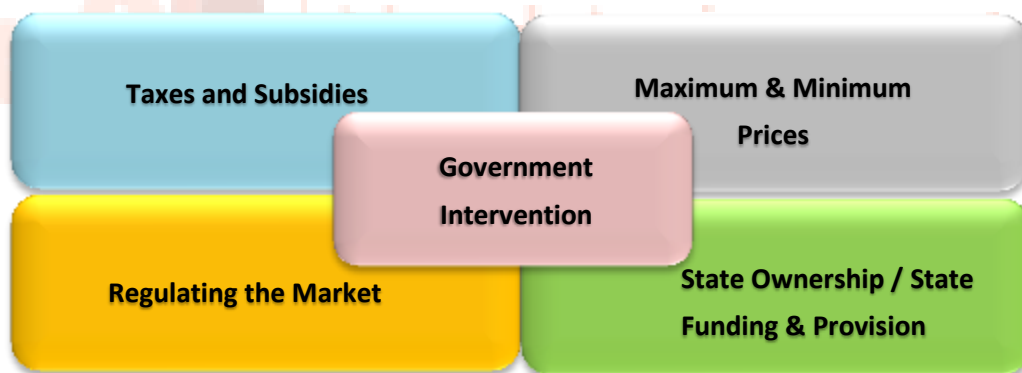 Taxes and Subsidies
Maximum & Minimum
Prices
Government
Intervention
Regulating the Market
State Ownership / State
Funding & Provision